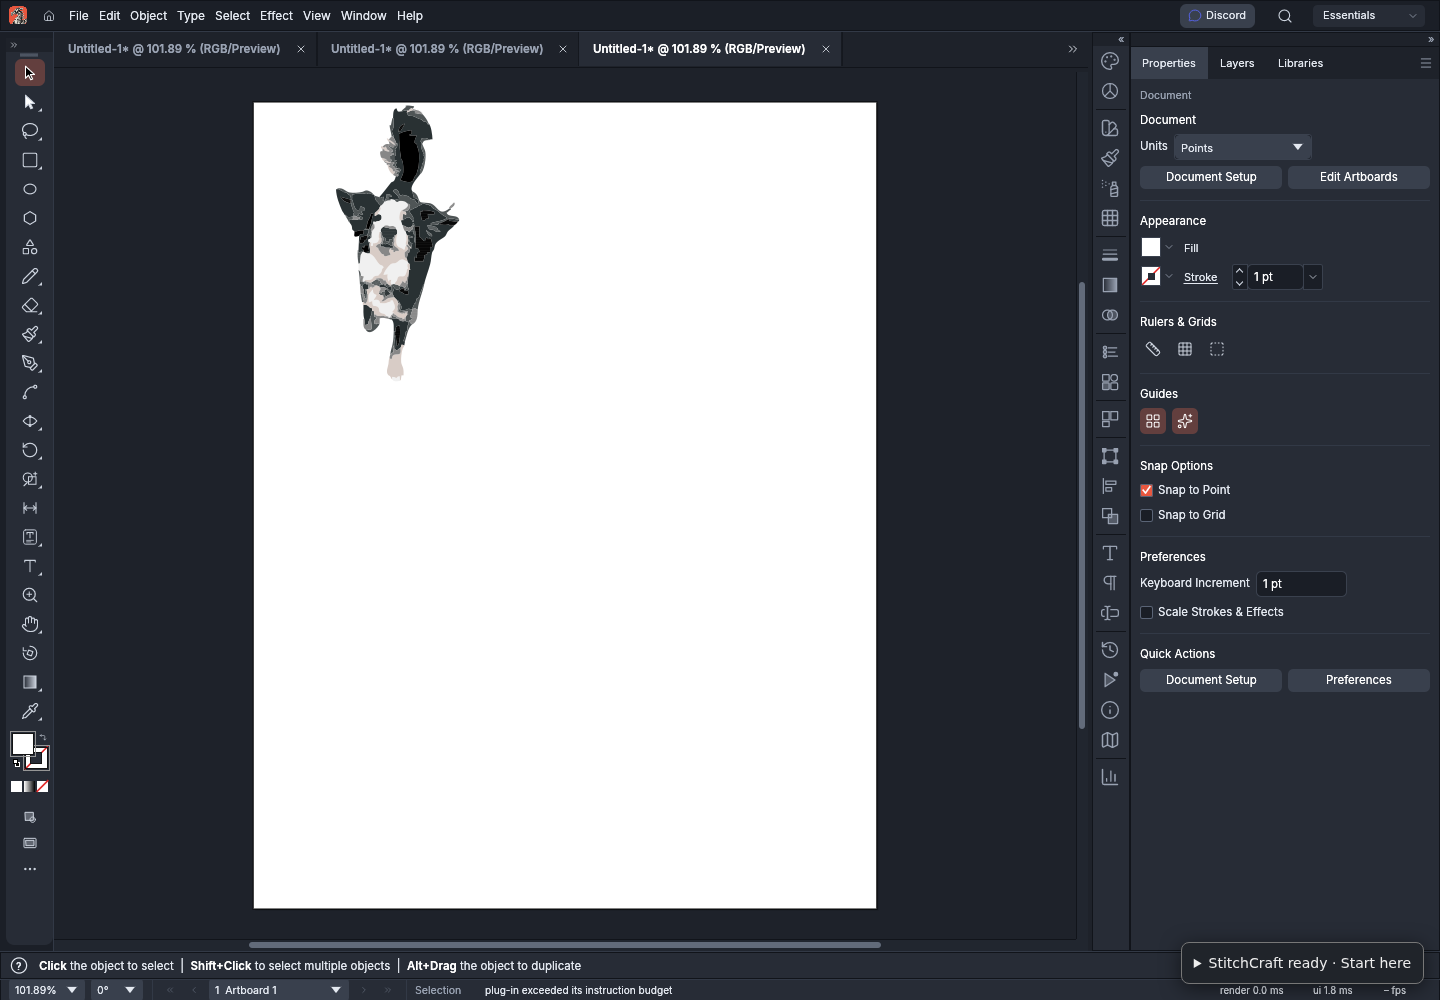 File Edit Object Type Select Effect View Window Help
Discord
Essentials
Untitled-1* @ 101.89 % (RGB/Preview)
Untitled-1* @ 101.89 % (RGB/Preview)
Untitled-1* @ 101.89 % (RGB/Preview)
Properties Layers Libraries
Document
Document
Units Points
Document Setup Edit Artboards
Appearance
Fill
Stroke 1 pt
Rulers & Grids
Guides
Snap Options
Snap to Point
Snap to Grid
Preferences
Keyboard Increment 1 pt
Scale Strokes & Effects
Quick Actions
Document Setup Preferences
StitchCraft ready · Start here
Click the object to select | Shift+Click to select multiple objects | Alt+Drag the object to duplicate
101.89% 0° 1 Artboard 1 Selection plug-in exceeded its instruction budget render 0.0 ms ui 1.8 ms – fps